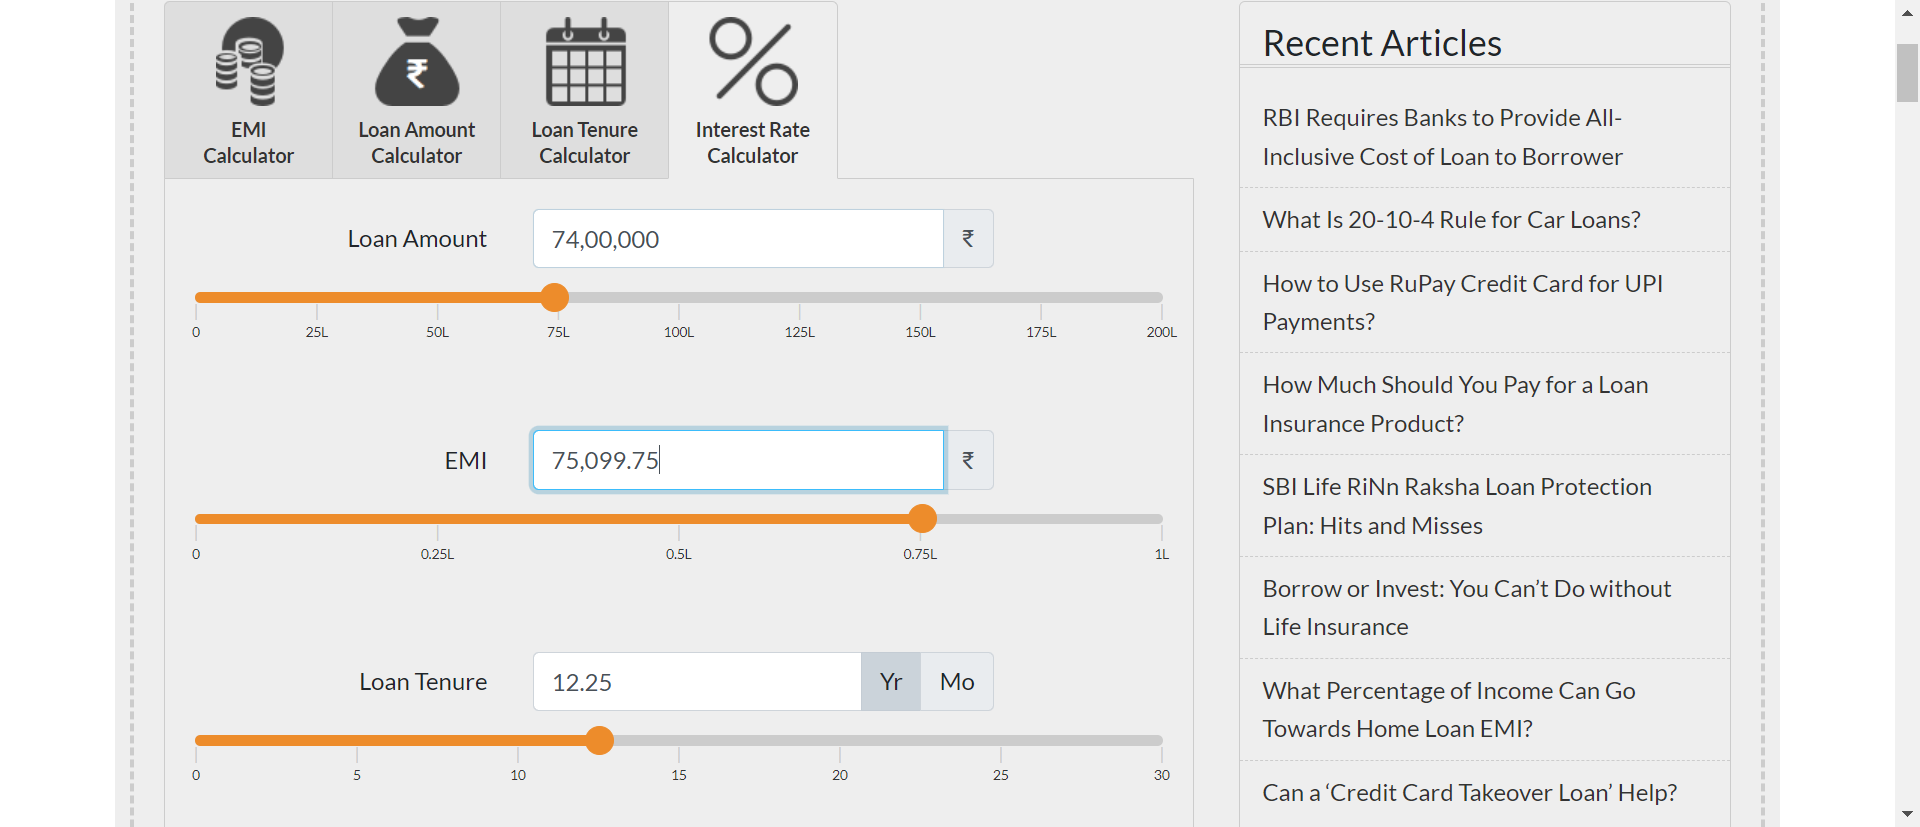 EMI
Calculator
Loan Amount
Calculator
Loan Tenure
Calculator
Interest Rate
Calculator
Loan Amount
74,00,000
₹
0 25L 50L 75L 100L 125L 150L 175L 200L
EMI
75,099.75
₹
0 0.25L 0.5L 0.75L 1L
Loan Tenure
12.25
Yr Mo
0 5 10 15 20 25 30
Recent Articles
RBI Requires Banks to Provide All-
Inclusive Cost of Loan to Borrower
What Is 20-10-4 Rule for Car Loans?
How to Use RuPay Credit Card for UPI
Payments?
How Much Should You Pay for a Loan
Insurance Product?
SBI Life RiNn Raksha Loan Protection
Plan: Hits and Misses
Borrow or Invest: You Can’t Do without
Life Insurance
What Percentage of Income Can Go
Towards Home Loan EMI?
Can a ‘Credit Card Takeover Loan’ Help?